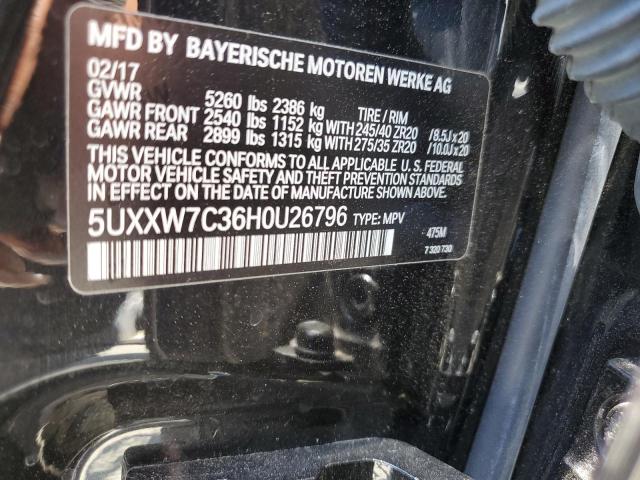 MFD BY BAYERISCHE MOTOREN WERKE AG
02/17
GVWR 5260 lbs 2386 kg TIRE / RIM
GAWR FRONT 2540 lbs 1152 kg WITH 245/40 ZR20 / 8.5J x 20
GAWR REAR 2899 lbs 1315 kg WITH 275/35 ZR20 / 10.0J x 20
THIS VEHICLE CONFORMS TO ALL APPLICABLE U. S. FEDERAL
MOTOR VEHICLE SAFETY AND THEFT PREVENTION STANDARDS
IN EFFECT ON THE DATE OF MANUFACTURE SHOWN ABOVE.
5UXXW7C36H0U26796 TYPE: MPV
475M
7 320 730